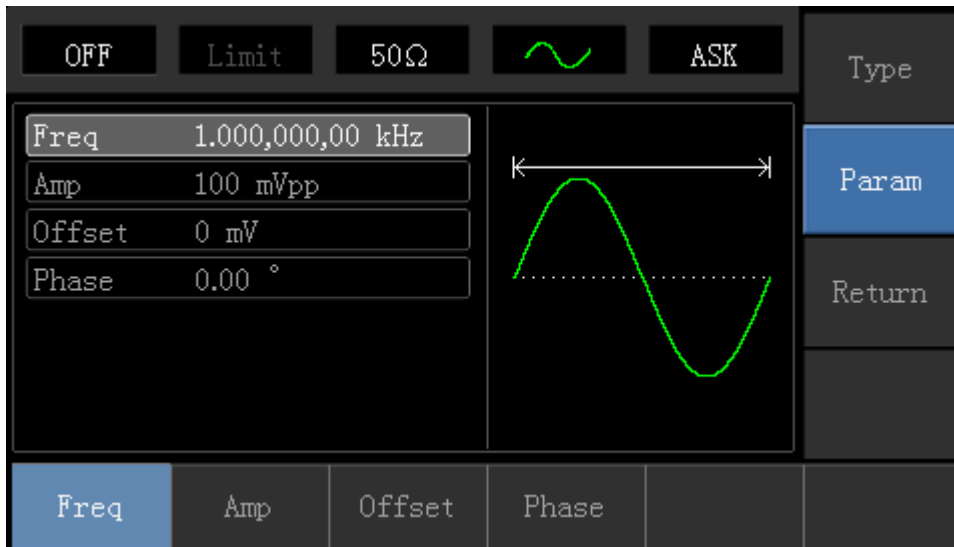 OFF Limit 50Ω ASK
Type
Freq 1.000,000,00 kHz
Amp 100 mVpp
Param
Offset 0 mV
Phase 0.00 °
Return
Freq Amp Offset Phase